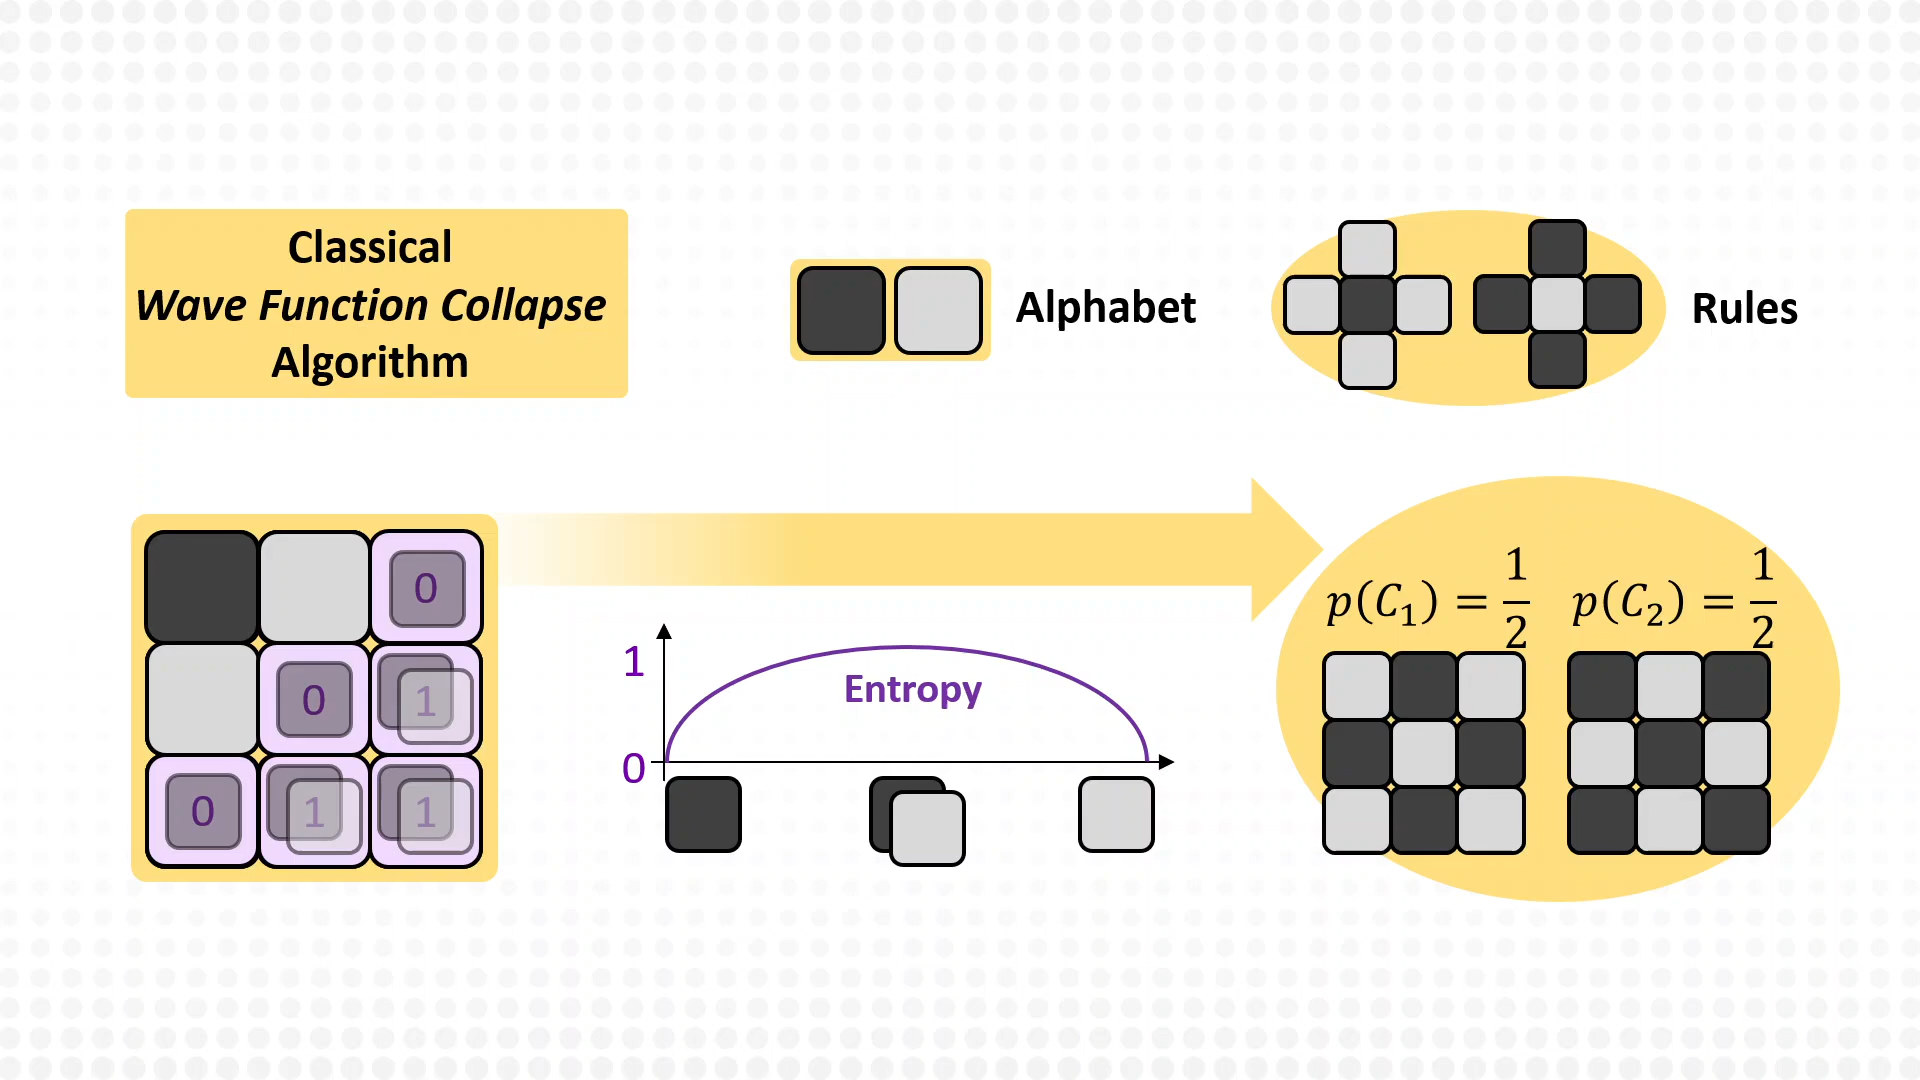 Classical
Wave Function Collapse
Algorithm
Alphabet
Rules
0
0 1
0 1 1
1
Entropy
0
p(C₁) = 1/2
p(C₂) = 1/2